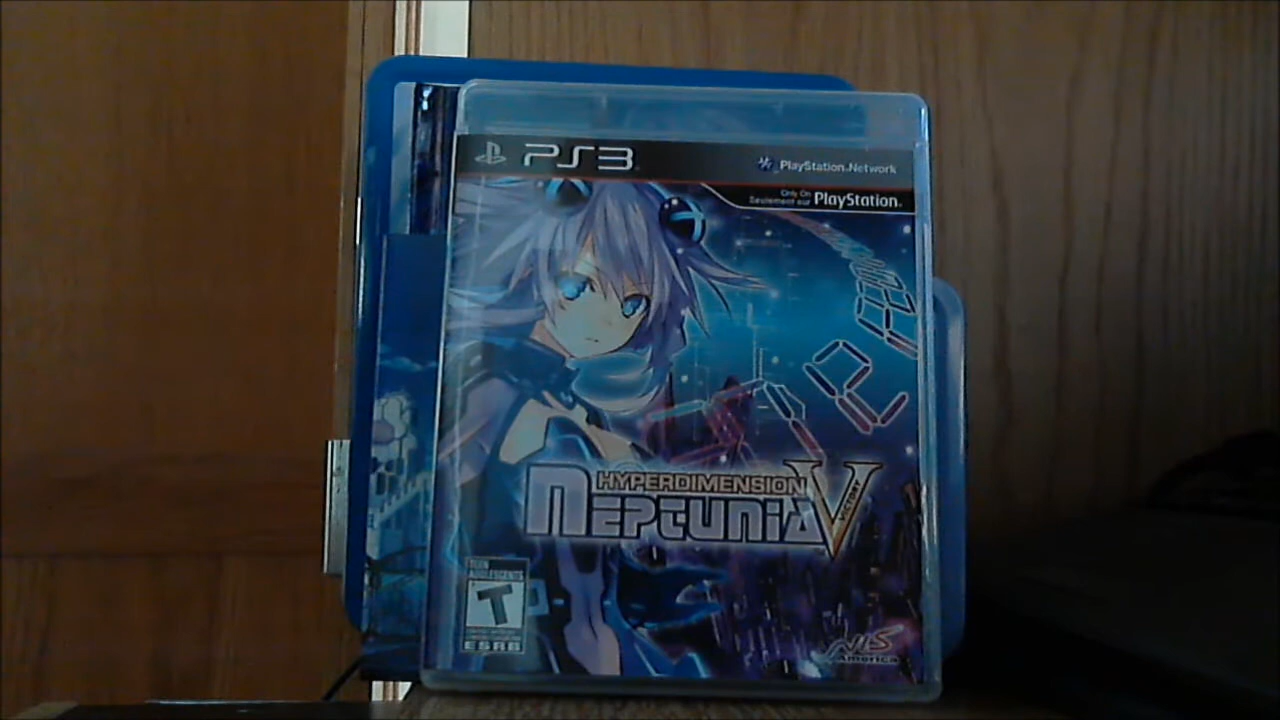 PS3
PlayStation Network
Only On
Seulement sur PlayStation
HYPERDIMENSION
NEPTUNIA V
VICTORY
TEEN
ADOLESCENTS
T
ESRB
NIS
America